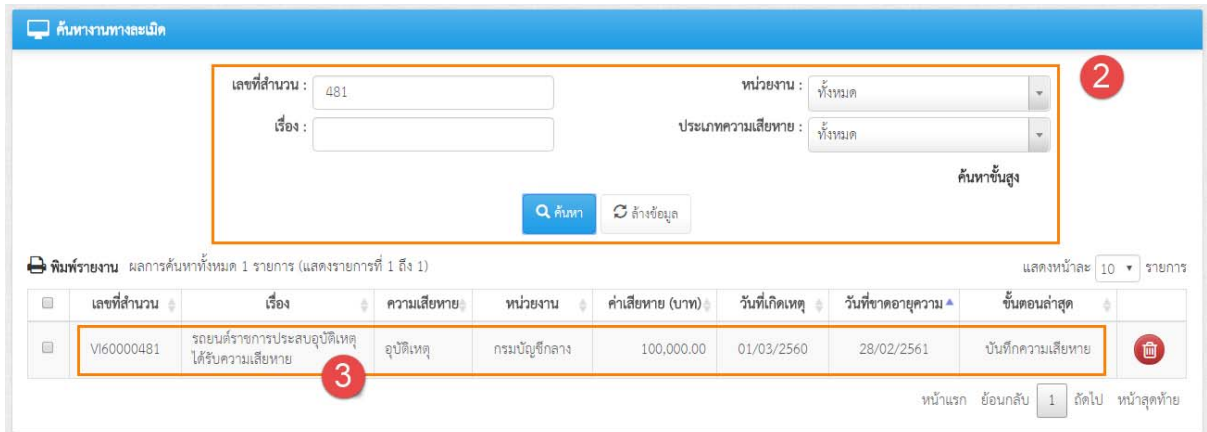 ค้นหางานทางละเมิด
เลขที่สำนวน : 481 หน่วยงาน : ทั้งหมด 2
เรื่อง : ประเภทความเสียหาย : ทั้งหมด
ค้นหาขั้นสูง
ค้นหา ล้างข้อมูล
พิมพ์รายงาน ผลการค้นหาทั้งหมด 1 รายการ (แสดงรายการที่ 1 ถึง 1) แสดงหน้าละ 10 รายการ
เลขที่สำนวน เรื่อง ความเสียหาย หน่วยงาน ค่าเสียหาย (บาท) วันที่เกิดเหตุ วันที่ขาดอายุความ ขั้นตอนล่าสุด
VI60000481 รถยนต์ราชการประสบอุบัติเหตุ อุบัติเหตุ กรมบัญชีกลาง 100,000.00 01/03/2560 28/02/2561 บันทึกความเสียหาย
ได้รับความเสียหาย
3
หน้าแรก ย้อนกลับ 1 ถัดไป หน้าสุดท้าย